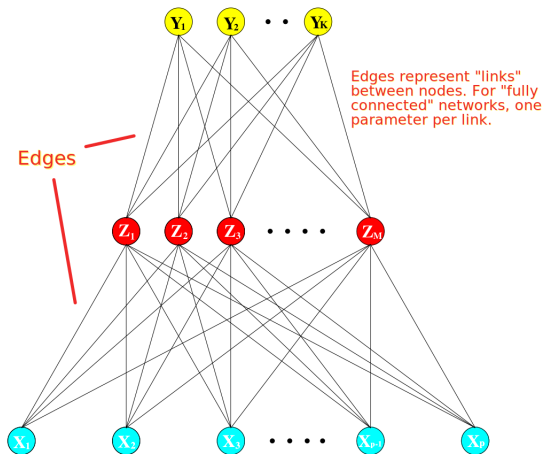 Y1 Y2 YK
Edges represent "links"
between nodes. For "fully
connected" networks, one
parameter per link.
Edges
Z1 Z2 Z3 ZM
X1 X2 X3 Xp-1 XP